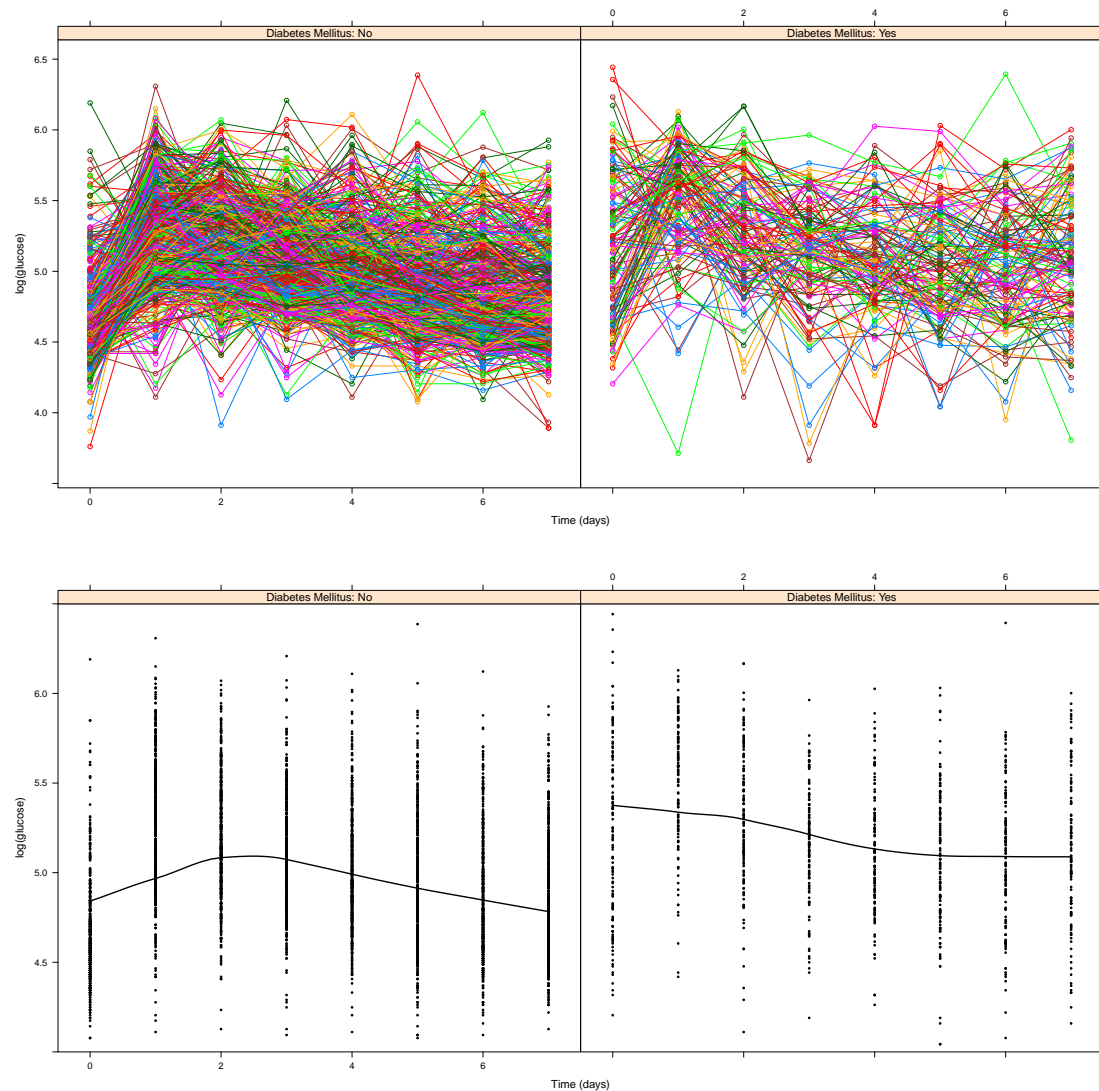 0 2 4 6
Diabetes Mellitus: No Diabetes Mellitus: Yes
6.5
6.0
5.5
5.0
4.5
4.0
log(glucose)
0 2 4 6
Time (days)
0 2 4 6
Diabetes Mellitus: No Diabetes Mellitus: Yes
6.0
5.5
5.0
4.5
log(glucose)
0 2 4 6
Time (days)